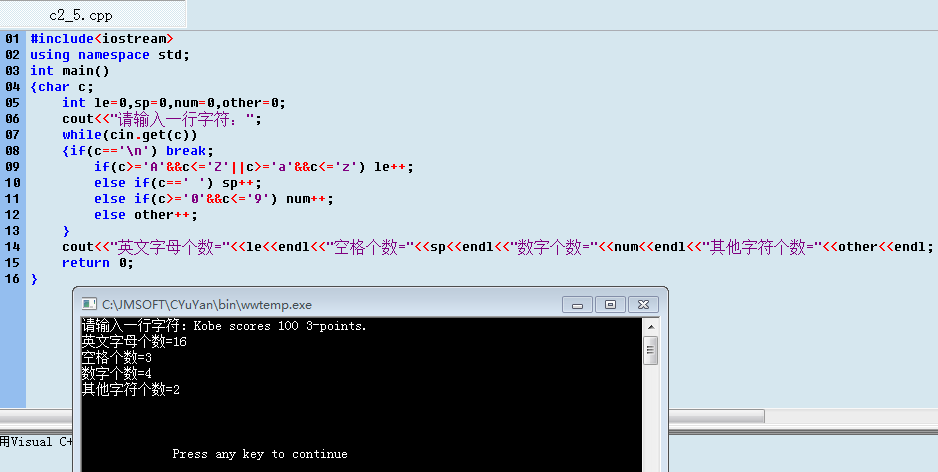 c2_5.cpp
01 #include<iostream>
02 using namespace std;
03 int main()
04 {char c;
05     int le=0,sp=0,num=0,other=0;
06     cout<<"请输入一行字符：";
07     while(cin.get(c))
08     {if(c=='\n') break;
09         if(c>='A'&&c<='Z'||c>='a'&&c<='z') le++;
10         else if(c==' ') sp++;
11         else if(c>='0'&&c<='9') num++;
12         else other++;
13     }
14     cout<<"英文字母个数="<<le<<endl<<"空格个数="<<sp<<endl<<"数字个数="<<num<<endl<<"其他字符个数="<<other<<endl;
15     return 0;
16 }
C:\JMSOFT\CYuYan\bin\wwtemp.exe
请输入一行字符：Kobe scores 100 3-points.
英文字母个数=16
空格个数=3
数字个数=4
其他字符个数=2
用Visual C+
Press any key to continue